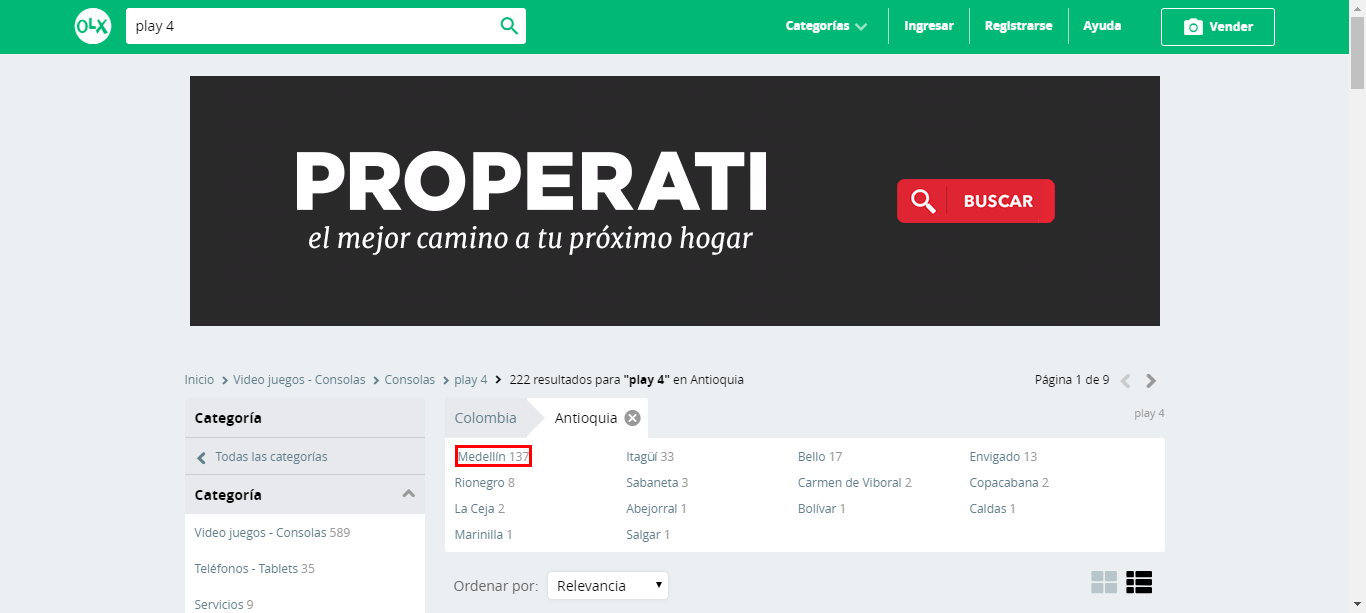 OLX play 4 Categorías Ingresar Registrarse Ayuda Vender
PROPERATI
el mejor camino a tu próximo hogar
BUSCAR
Inicio > Video juegos - Consolas > Consolas > play 4 > 222 resultados para "play 4" en Antioquia
Página 1 de 9
Categoría
Todas las categorías
Categoría
Video juegos - Consolas 589
Teléfonos - Tablets 35
Servicios 9
Colombia Antioquia
play 4
Medellín 137 Itagüí 33 Bello 17 Envigado 13
Rionegro 8 Sabaneta 3 Carmen de Viboral 2 Copacabana 2
La Ceja 2 Abejorral 1 Bolívar 1 Caldas 1
Marinilla 1 Salgar 1
Ordenar por: Relevancia